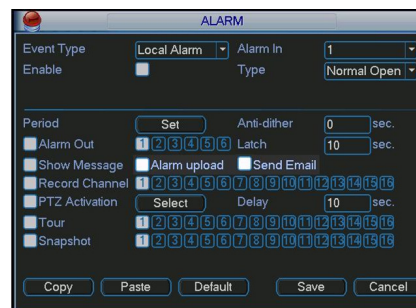 ALARM
Event Type Local Alarm Alarm In 1
Enable Type Normal Open
Period Set Anti-dither 0 sec.
Alarm Out 1 2 3 4 5 6 Latch 10 sec.
Show Message Alarm upload Send Email
Record Channel 1 2 3 4 5 6 7 8 9 10 11 12 13 14 15 16
PTZ Activation Select Delay 10 sec.
Tour 1 2 3 4 5 6 7 8 9 10 11 12 13 14 15 16
Snapshot 1 2 3 4 5 6 7 8 9 10 11 12 13 14 15 16
Copy Paste Default Save Cancel